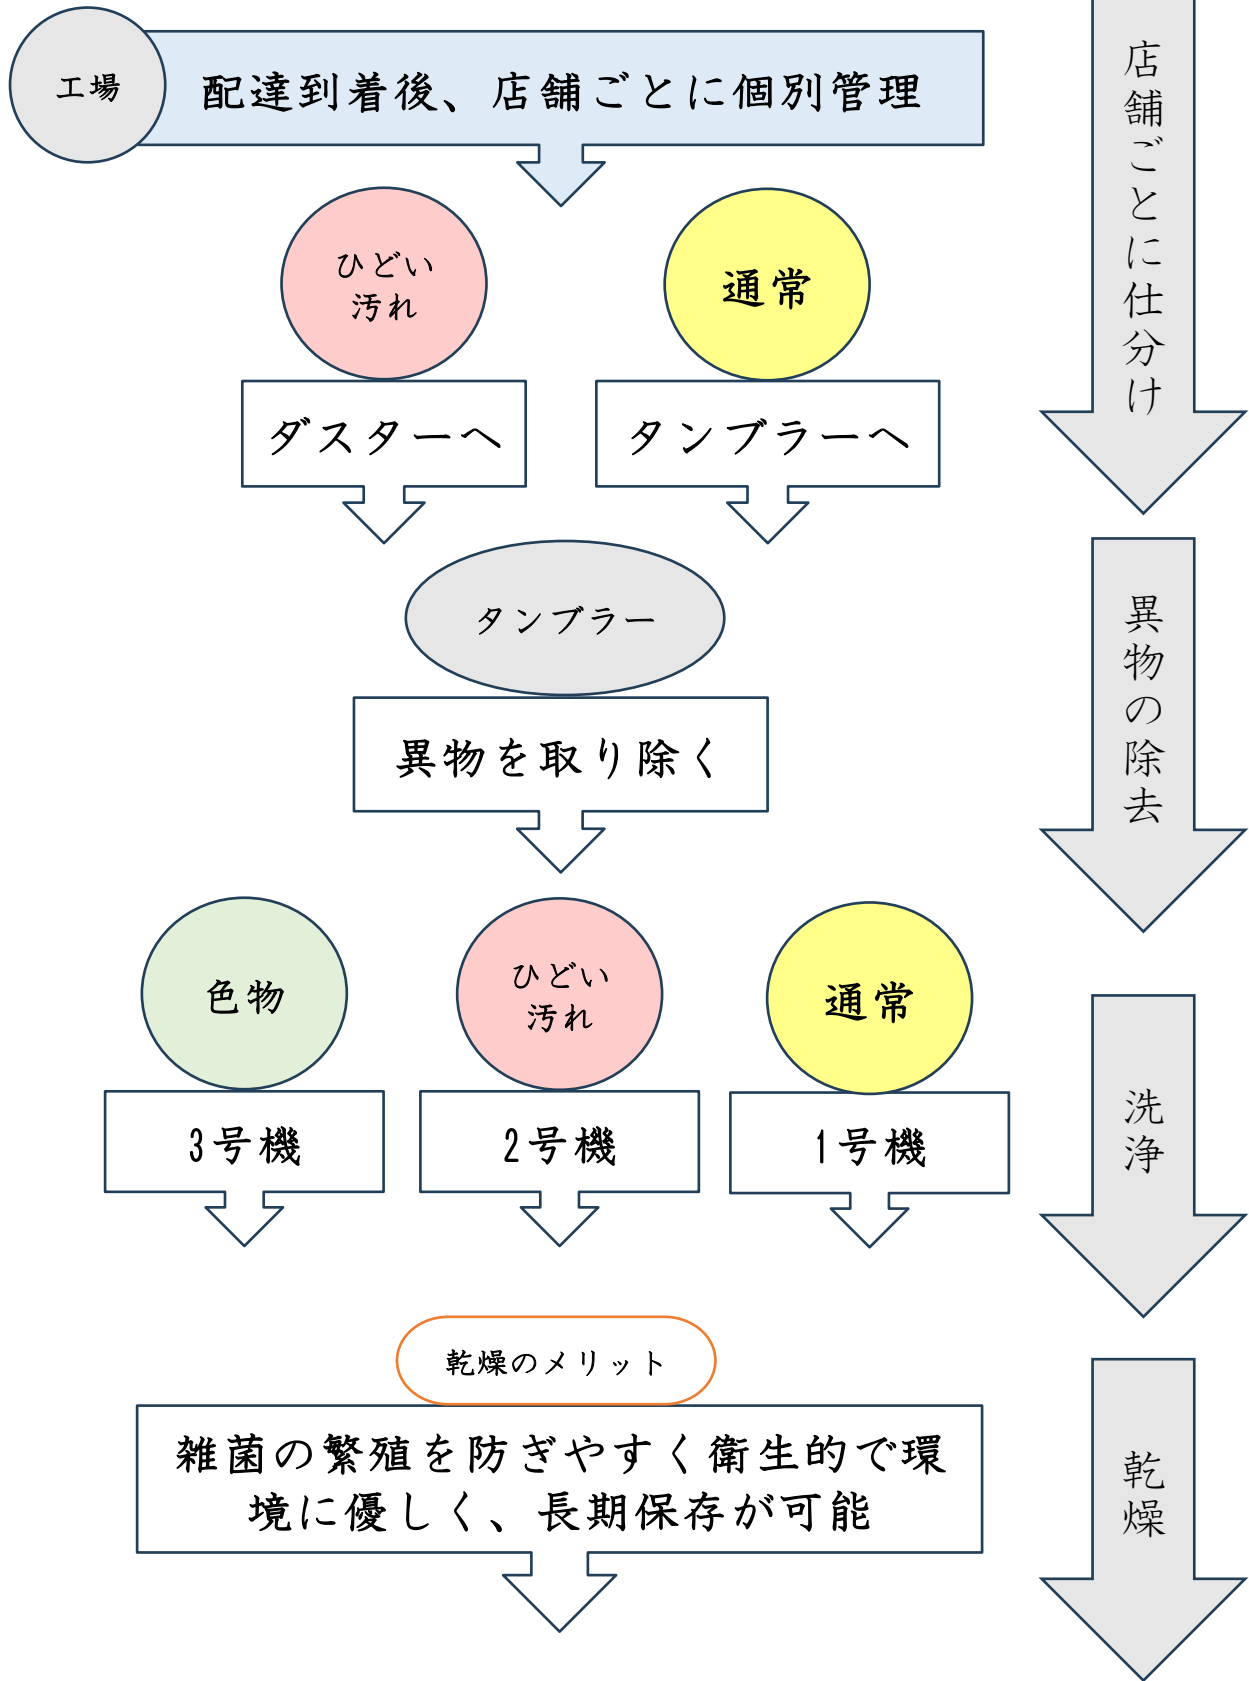 工場
配達到着後、店舗ごとに個別管理
店舗ごとに仕分け
ひどい
汚れ
通常
ダスターへ
タンブラーへ
タンブラー
異物を取り除く
異物の除去
色物
ひどい
汚れ
通常
3号機
2号機
1号機
洗浄
乾燥のメリット
雑菌の繁殖を防ぎやすく衛生的で環
境に優しく、長期保存が可能
乾燥